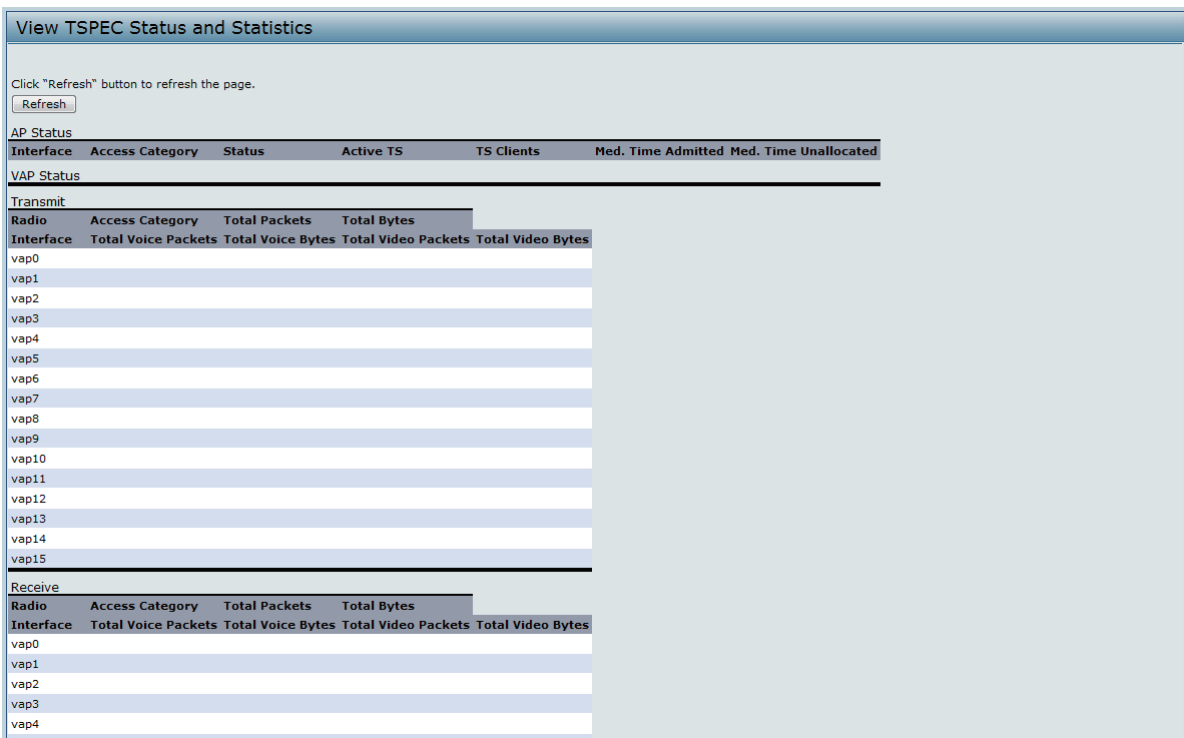 View TSPEC Status and Statistics
Click "Refresh" button to refresh the page.
Refresh
AP Status
Interface Access Category Status Active TS TS Clients Med. Time Admitted Med. Time Unallocated
VAP Status
Transmit
Radio Access Category Total Packets Total Bytes
Interface Total Voice Packets Total Voice Bytes Total Video Packets Total Video Bytes
vap0
vap1
vap2
vap3
vap4
vap5
vap6
vap7
vap8
vap9
vap10
vap11
vap12
vap13
vap14
vap15
Receive
Radio Access Category Total Packets Total Bytes
Interface Total Voice Packets Total Voice Bytes Total Video Packets Total Video Bytes
vap0
vap1
vap2
vap3
vap4